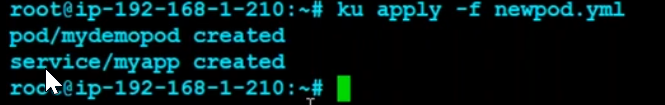 root@ip-192-168-1-210:~# ku apply -f newpod.yml
pod/mydemopod created
service/myapp created
root@ip-192-168-1-210:~#